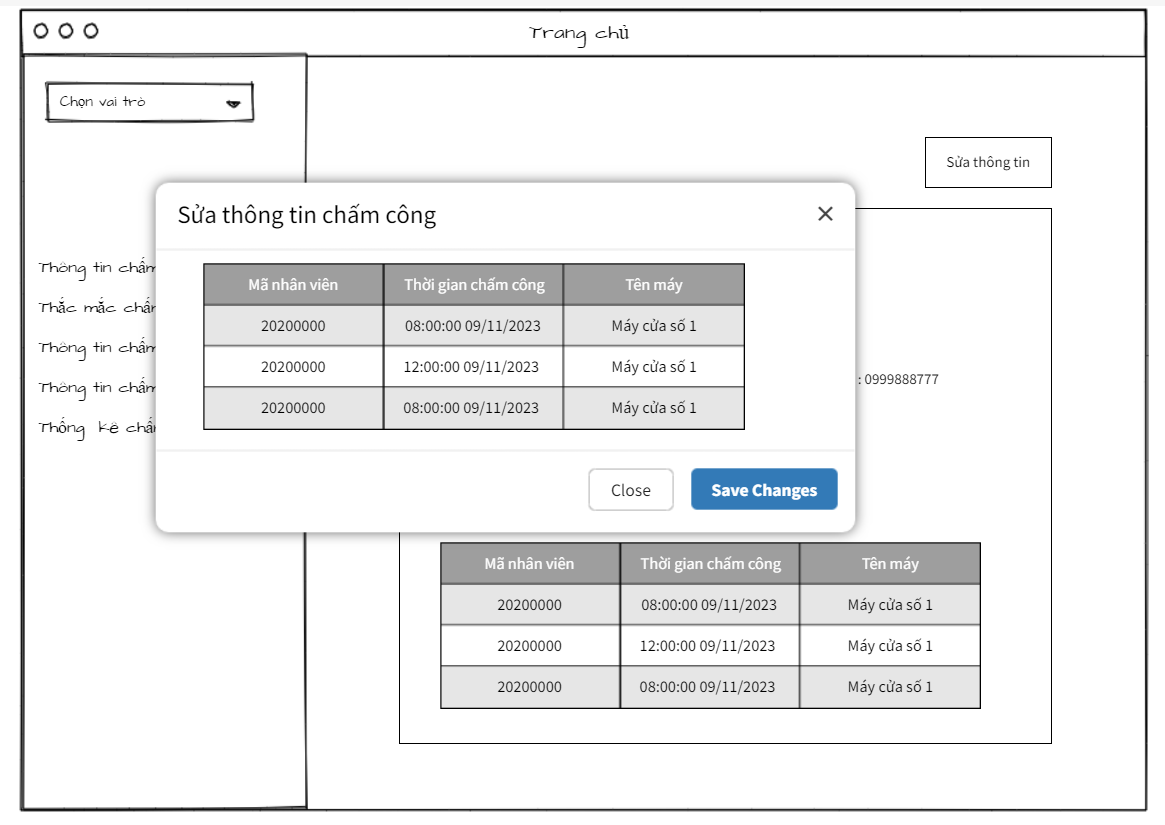 Trang chủ
Chọn vai trò
Sửa thông tin
Sửa thông tin chấm công
Thông tin
Thắc mắc
Thông tin
Thông tin
Thống kê
Mã nhân viên Thời gian chấm công Tên máy
20200000 08:00:00 09/11/2023 Máy cửa số 1
20200000 12:00:00 09/11/2023 Máy cửa số 1
20200000 08:00:00 09/11/2023 Máy cửa số 1
: 0999888777
Close Save Changes
Mã nhân viên Thời gian chấm công Tên máy
20200000 08:00:00 09/11/2023 Máy cửa số 1
20200000 12:00:00 09/11/2023 Máy cửa số 1
20200000 08:00:00 09/11/2023 Máy cửa số 1